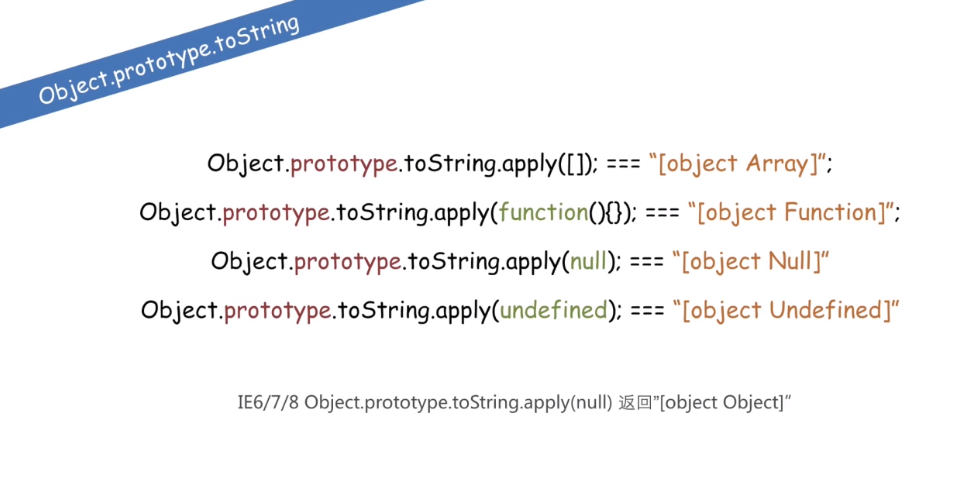 Object.prototype.toString
Object.prototype.toString.apply([]); === “[object Array]”;
Object.prototype.toString.apply(function(){}); === “[object Function]”;
Object.prototype.toString.apply(null); === “[object Null]”
Object.prototype.toString.apply(undefined); === “[object Undefined]”
IE6/7/8 Object.prototype.toString.apply(null) 返回”[object Object]“